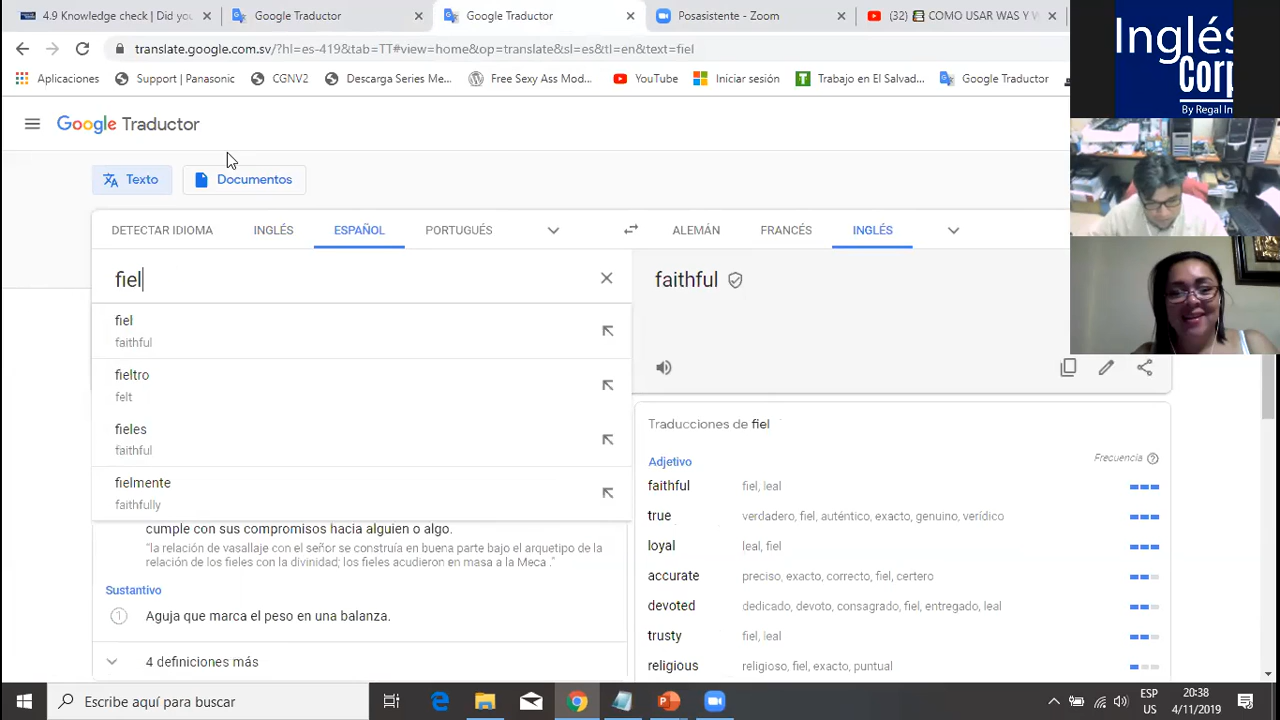 4.9 Knowledge check | Did you
Google Traductor
Google Traductor
Posasistente - Zoom
(32) COMO USAR WAS Y W
translate.google.com.sv/?hl=es-419&tab=TT#view=home&op=translate&sl=es&tl=en&text=fiel
Aplicaciones
Support | Panasonic
CGNV2
Descarga Series Me...
Free Sexy Ass Mod...
YouTube
Iniciar sesión
Trabajo en El Salvad...
Google Traductor
Inglés
Corp
By Regal In
Google Traductor
Texto
Documentos
DETECTAR IDIOMA
INGLÉS
ESPAÑOL
PORTUGUÉS
ALEMÁN
FRANCÉS
INGLÉS
fiel
faithful
fiel
faithful
fieltro
felt
fieles
faithful
fielmente
faithfully
cumple con sus compromisos hacia alguien o algo.
"la relación de vasallaje con el señor se construía en buena parte bajo el arquetipo de la
relación de los fieles con la divinidad; los fieles acudieron en masa a la Meca ."
Sustantivo
1 Aguja que marca el peso en una balanza.
4 definiciones más
Traducciones de fiel
Adjetivo
Frecuencia
faithful fiel, leal
true verdadero, fiel, auténtico, exacto, genuino, verídico
loyal leal, fiel
accurate preciso, exacto, correcto, fiel, certero
devoted dedicado, devoto, consagrado, fiel, entregado, leal
trusty fiel, leal
religious religioso, fiel, exacto, puntual
Escribe aquí para buscar
ESP
US
20:38
4/11/2019